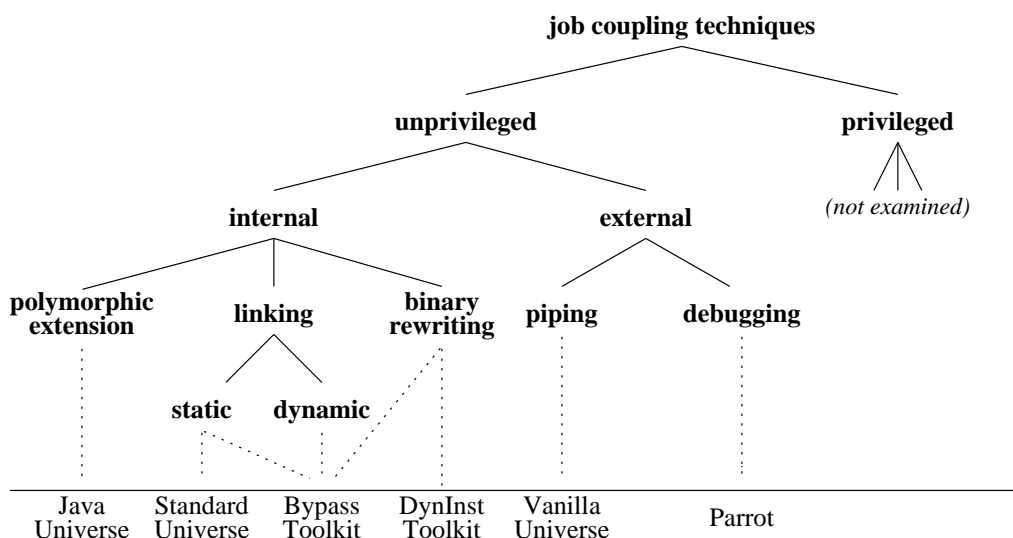 job coupling techniques
unprivileged
privileged
(not examined)
internal
external
polymorphic
extension
linking
binary
rewriting
piping
debugging
static
dynamic
Java
Universe
Standard
Universe
Bypass
Toolkit
DynInst
Toolkit
Vanilla
Universe
Parrot